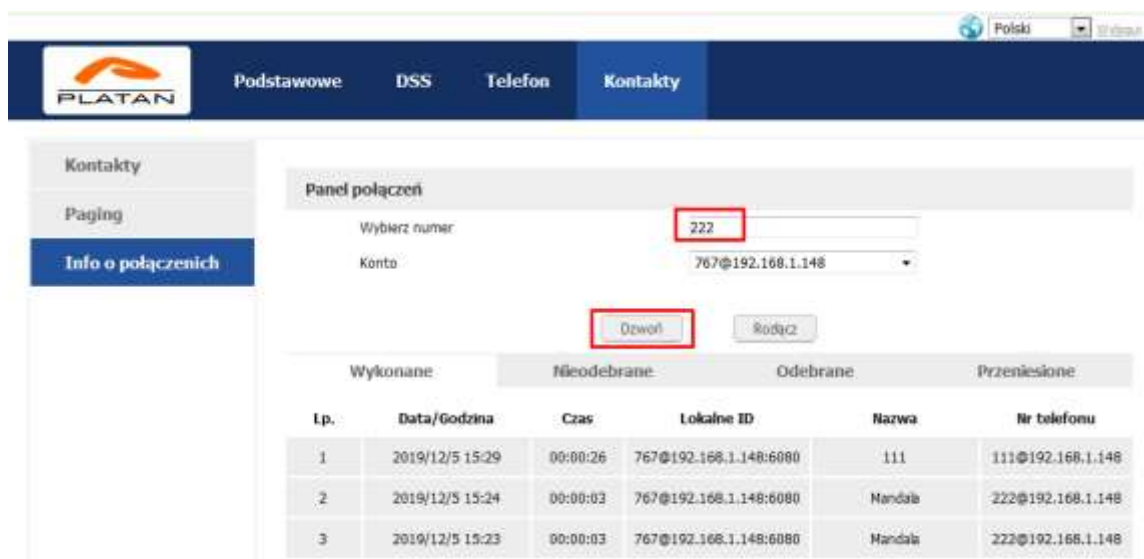 Polski
PLATAN
Podstawowe DSS Telefon Kontakty
Kontakty
Paging
Info o połączenich
Panel połączeń
Wybierz numer 222
Konto 767@192.168.1.148
Dzwoń Rozłącz
Wykonane Nieodebrane Odebrane Przeniesione
Lp. Data/Godzina Czas Lokalne ID Nazwa Nr telefonu
1 2019/12/5 15:29 00:00:26 767@192.168.1.148:6080 111 111@192.168.1.148
2 2019/12/5 15:24 00:00:03 767@192.168.1.148:6080 Mandala 222@192.168.1.148
3 2019/12/5 15:23 00:00:03 767@192.168.1.148:6080 Mandala 222@192.168.1.148